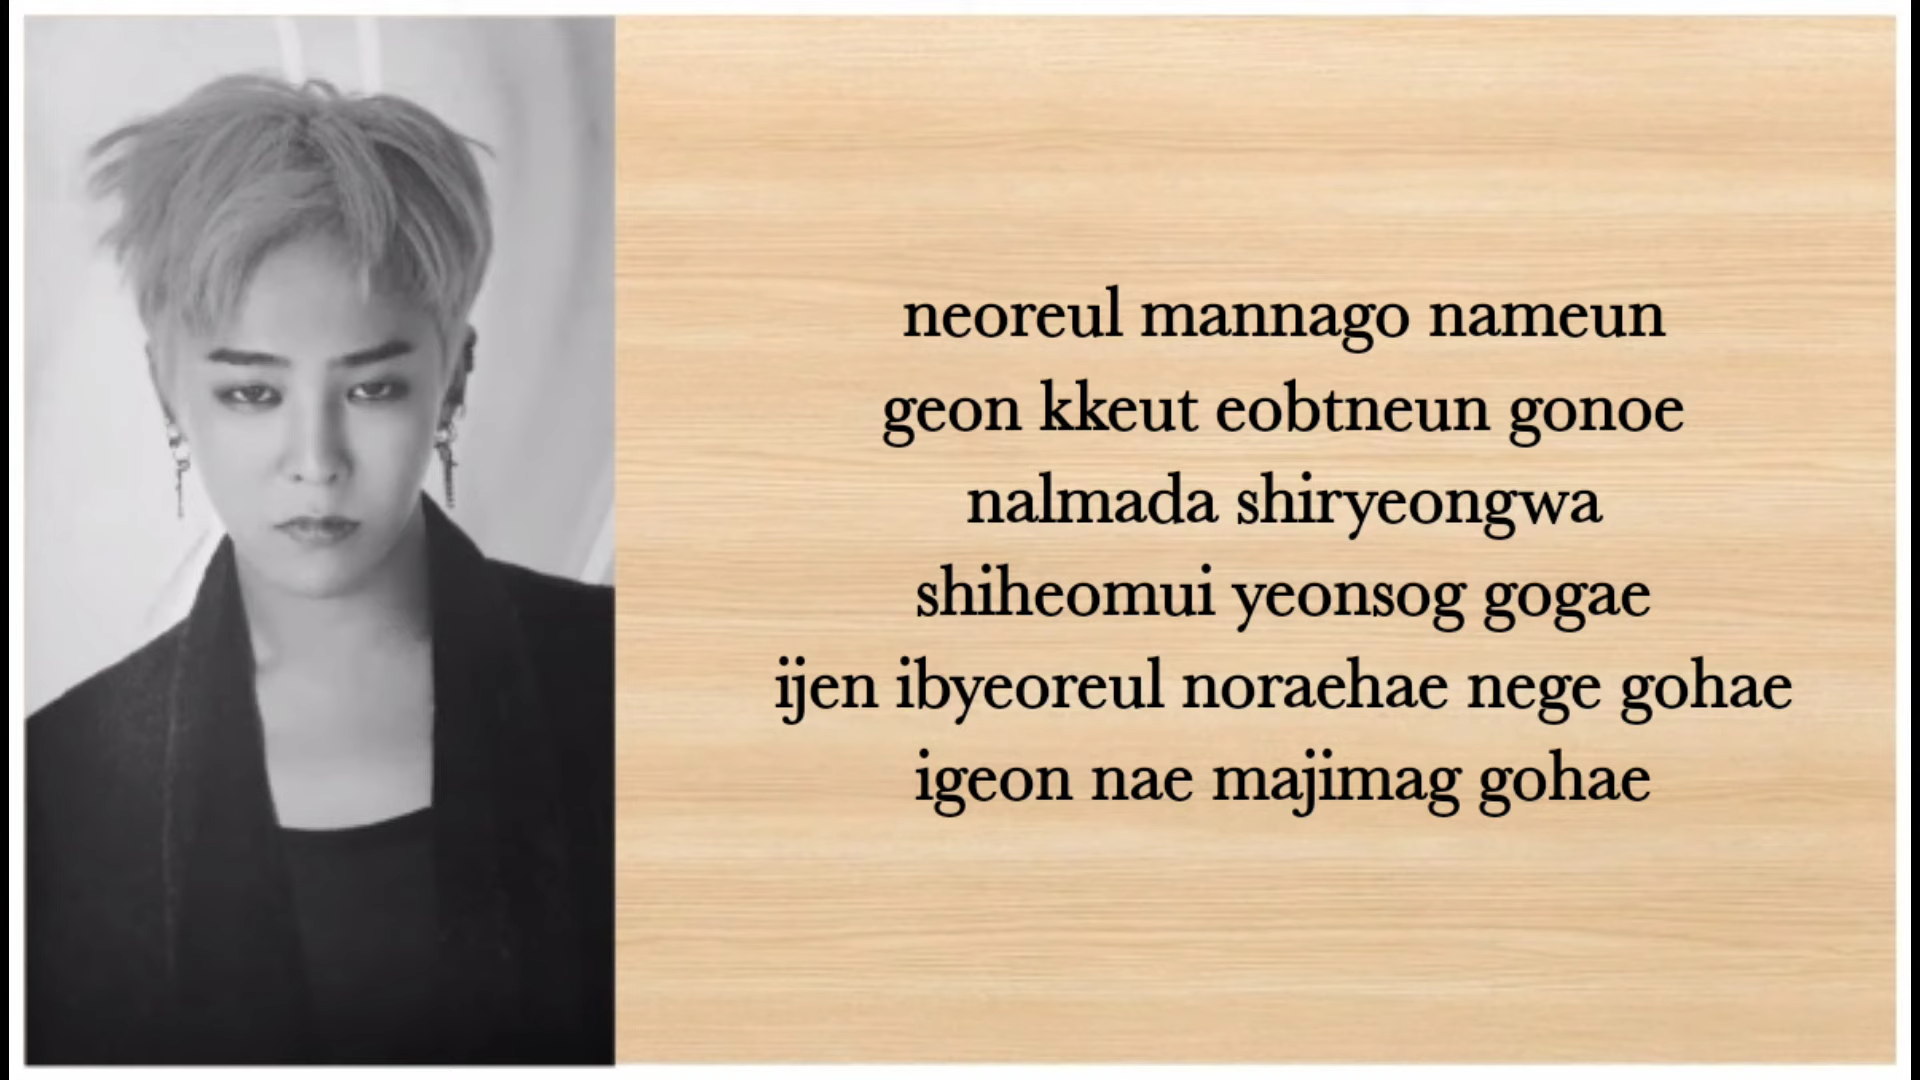 neoreul mannago nameun
geon kkeut eobtneun gonoe
nalmada shiryeongwa
shiheomui yeonsog gogae
ijen ibyeoreul noraehae nege gohae
igeon nae majimag gohae